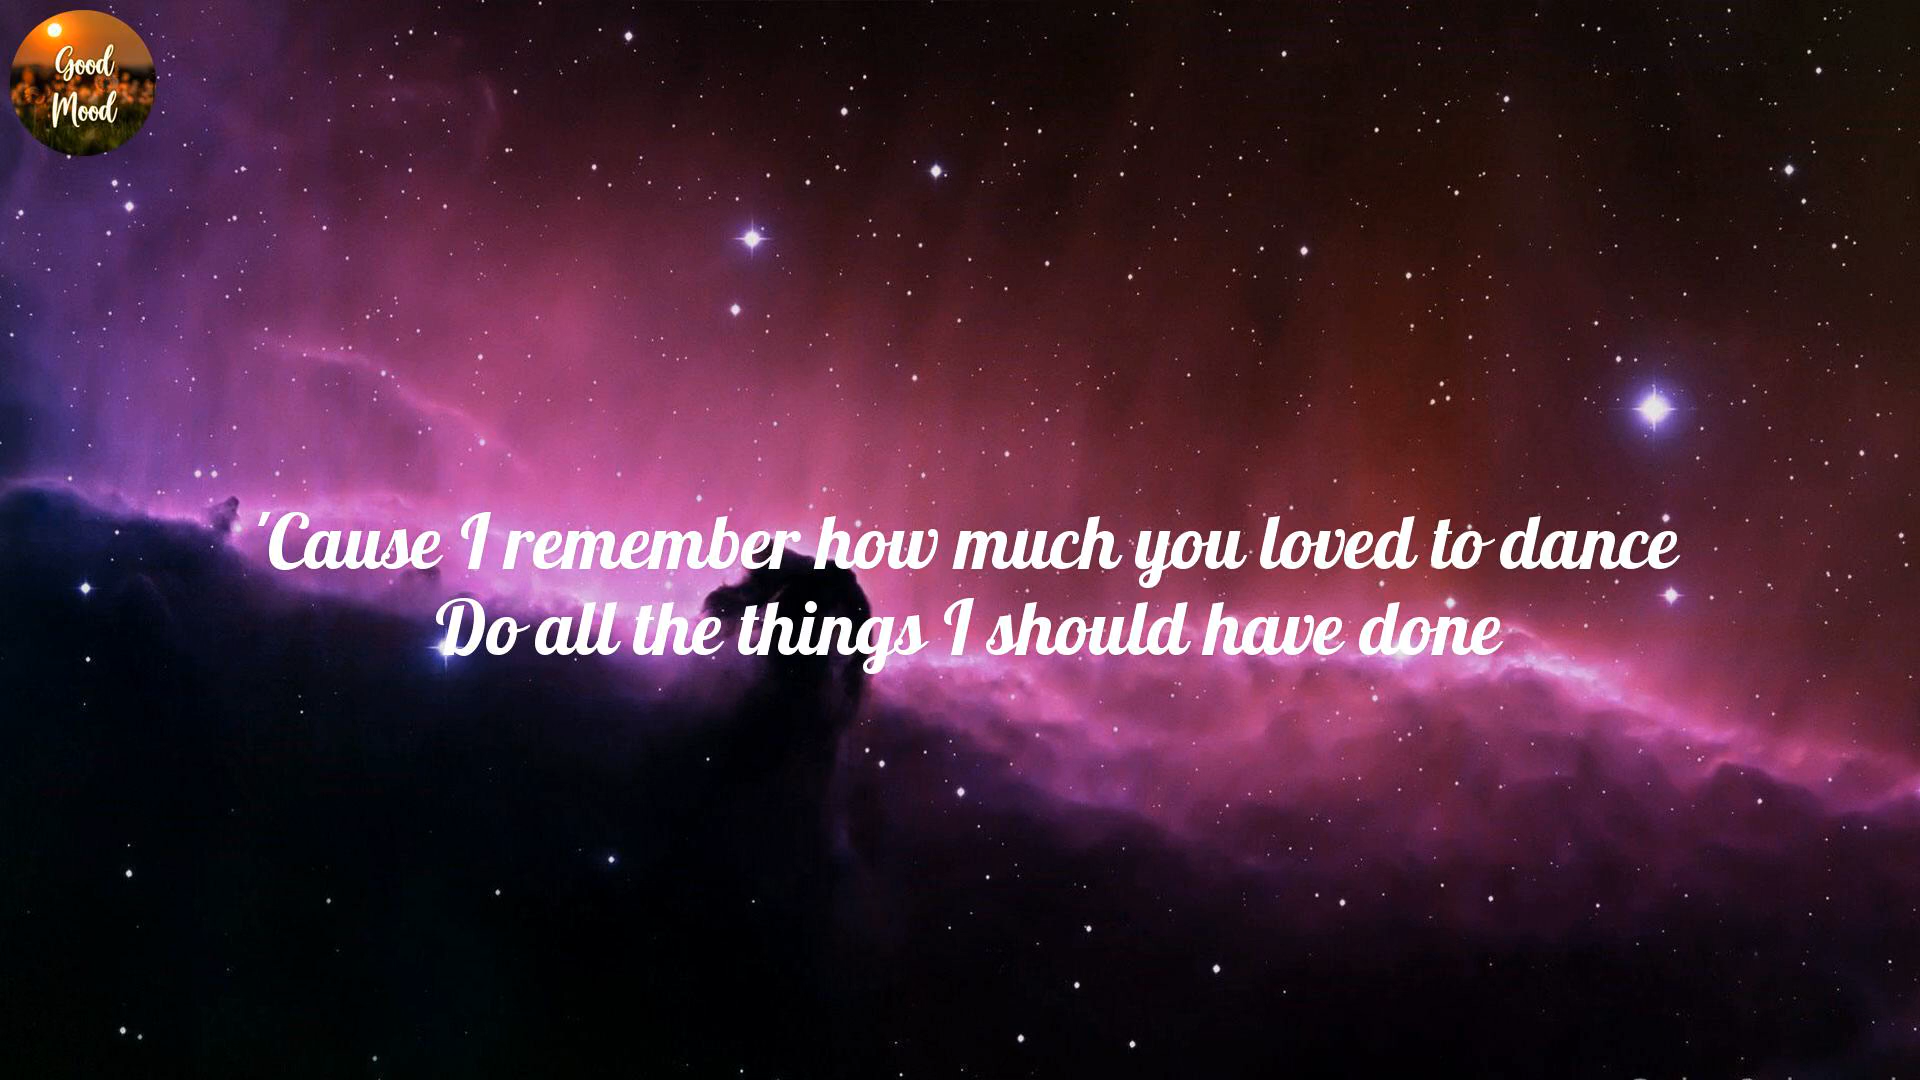 Good
Mood
'Cause I remember how much you loved to dance
Do all the things I should have done